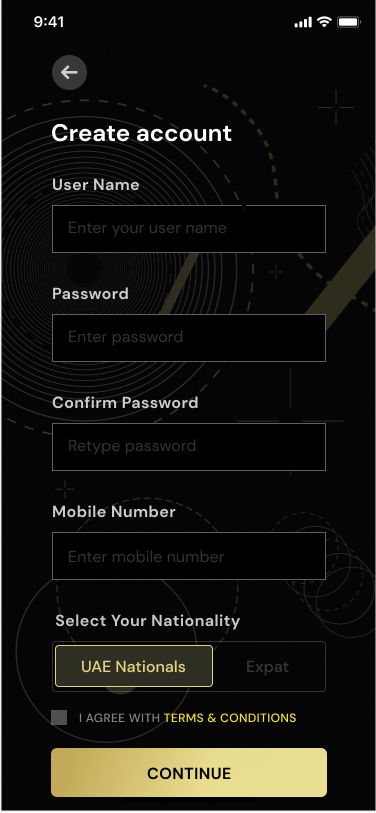 9:41
Create account
User Name
Enter your user name
Password
Enter password
Confirm Password
Retype password
Mobile Number
Enter mobile number
Select Your Nationality
UAE Nationals Expat
I AGREE WITH TERMS & CONDITIONS
CONTINUE